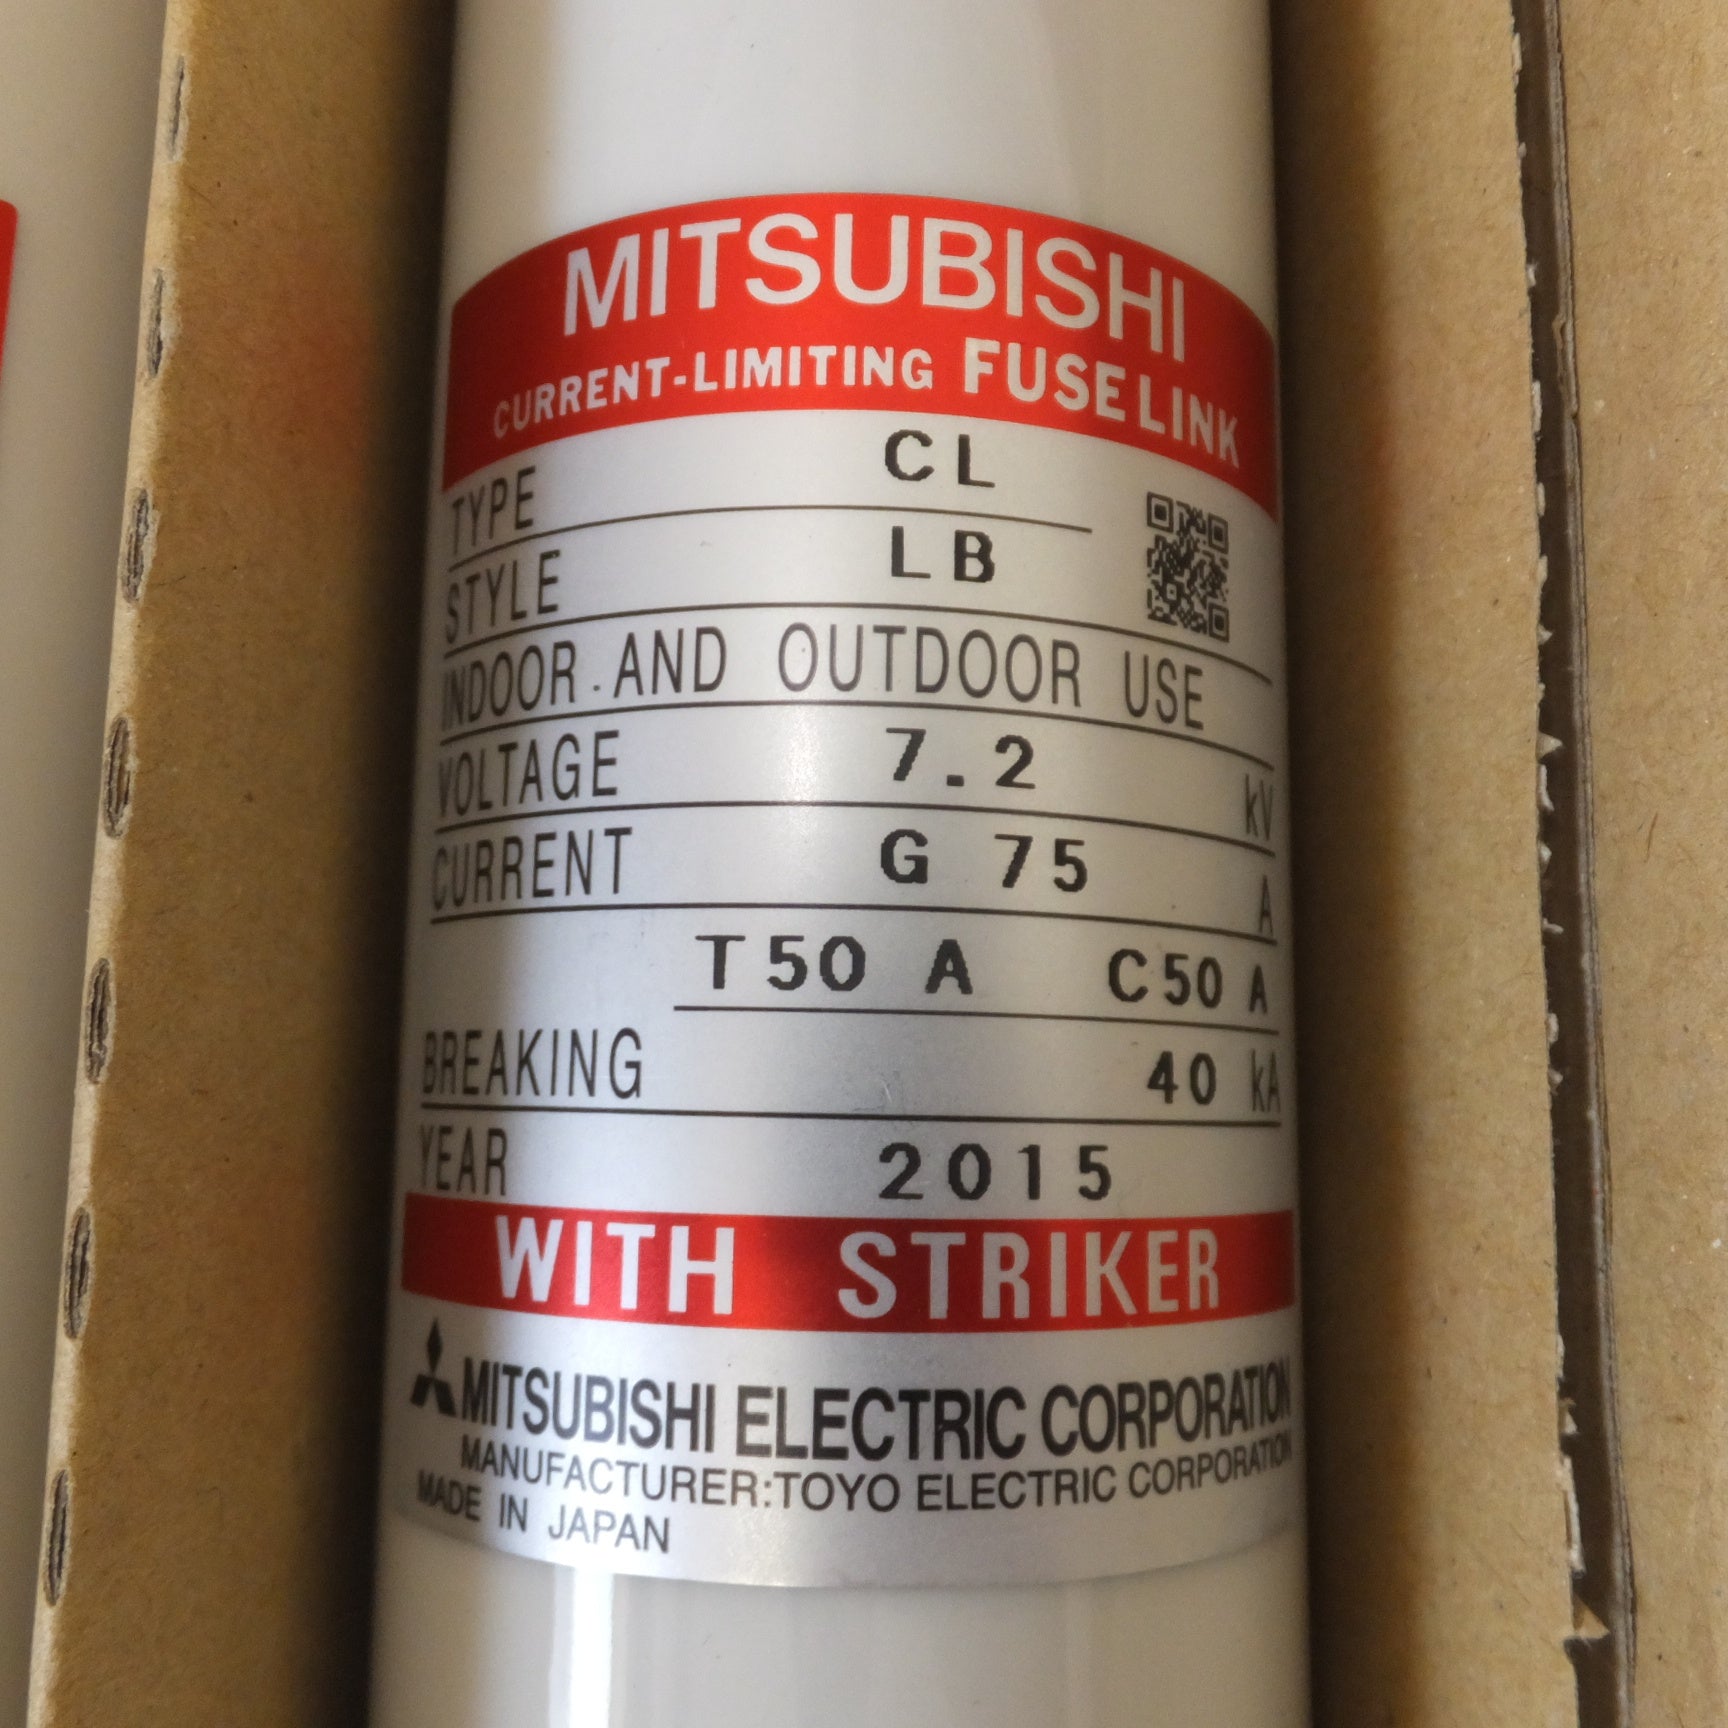 MITSUBISHI
CURRENT-LIMITING FUSE LINK
TYPE CL
STYLE LB
INDOOR AND OUTDOOR USE
VOLTAGE 7.2 kV
CURRENT G 75 A
T50 A C50 A
BREAKING 40 kA
YEAR 2015
WITH STRIKER
MITSUBISHI ELECTRIC CORPORATION
MANUFACTURER:TOYO ELECTRIC CORPORATION
MADE IN JAPAN